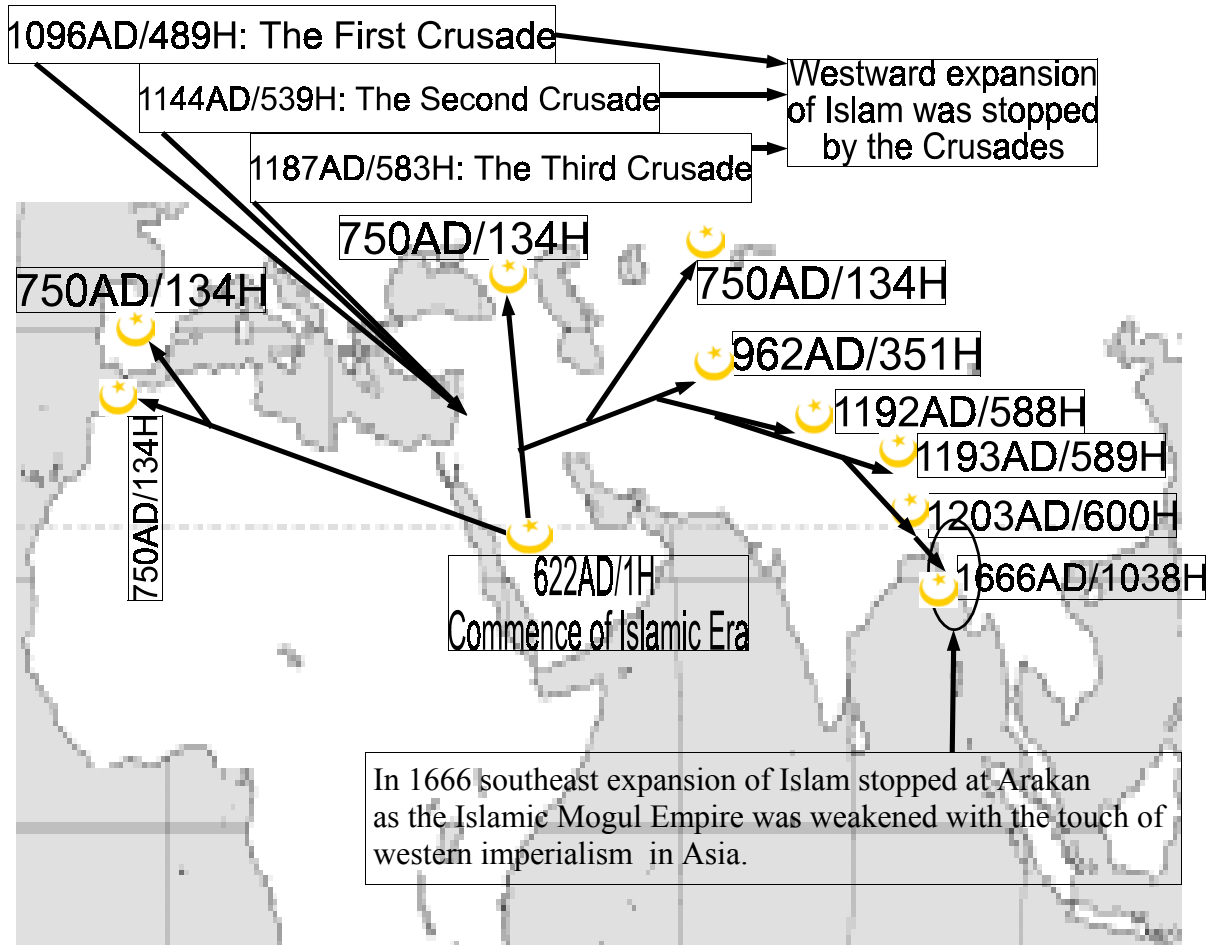 1096AD/489H: The First Crusade
1144AD/539H: The Second Crusade
1187AD/583H: The Third Crusade
Westward expansion
of Islam was stopped
by the Crusades
750AD/134H
750AD/134H
750AD/134H
750AD/134H
962AD/351H
1192AD/588H
1193AD/589H
1203AD/600H
1666AD/1038H
622AD/1H
Commence of Islamic Era
In 1666 southeast expansion of Islam stopped at Arakan
as the Islamic Mogul Empire was weakened with the touch of
western imperialism in Asia.